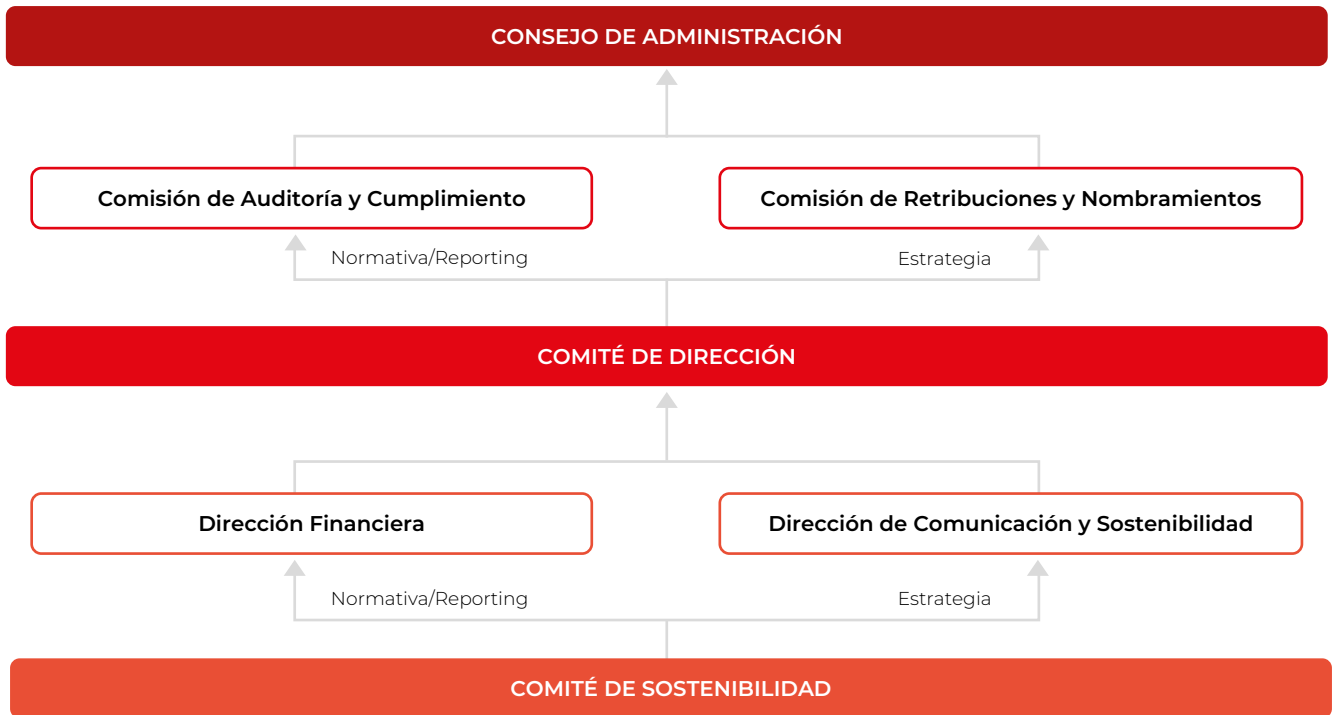 CONSEJO DE ADMINISTRACIÓN
Comisión de Auditoría y Cumplimiento
Comisión de Retribuciones y Nombramientos
Normativa/Reporting
Estrategia
COMITÉ DE DIRECCIÓN
Dirección Financiera
Dirección de Comunicación y Sostenibilidad
Normativa/Reporting
Estrategia
COMITÉ DE SOSTENIBILIDAD